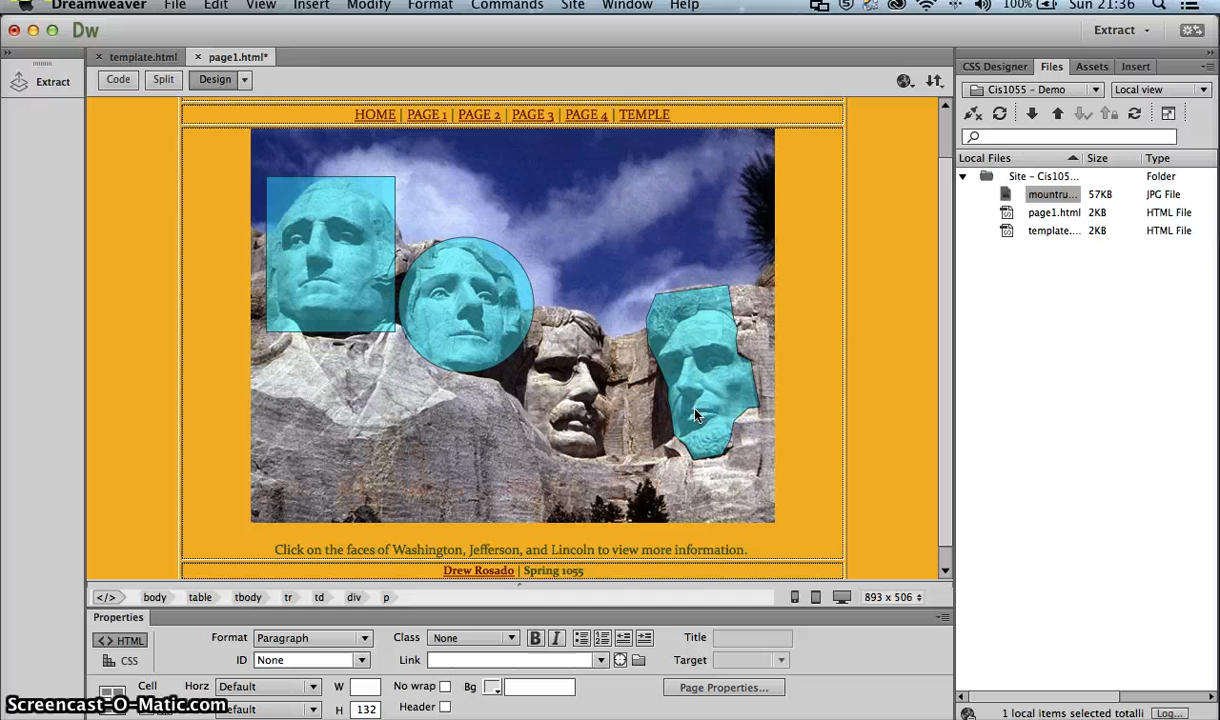 Dreamweaver File Edit View Insert Modify Format Commands Site Window Help 100% Sun 21:36
Dw Extract
× template.html × page1.html*
Extract
Code Split Design
CSS Designer Files Assets Insert
Cis1055 - Demo Local view
Local Files Size Type
Site – Cis105... Folder
mountru... 57KB JPG File
page1.html 2KB HTML File
template.... 2KB HTML File
HOME | PAGE 1 | PAGE 2 | PAGE 3 | PAGE 4 | TEMPLE
Click on the faces of Washington, Jefferson, and Lincoln to view more information.
Drew Rosado | Spring 1055
</> body table tbody tr td div p 893 x 506
Properties
<> HTML Format Paragraph Class None B I Title
CSS ID None Link Target
Cell Horz Default W No wrap Bg Page Properties...
Default H 132 Header
1 local items selected totalli Log...
Screencast-O-Matic.com